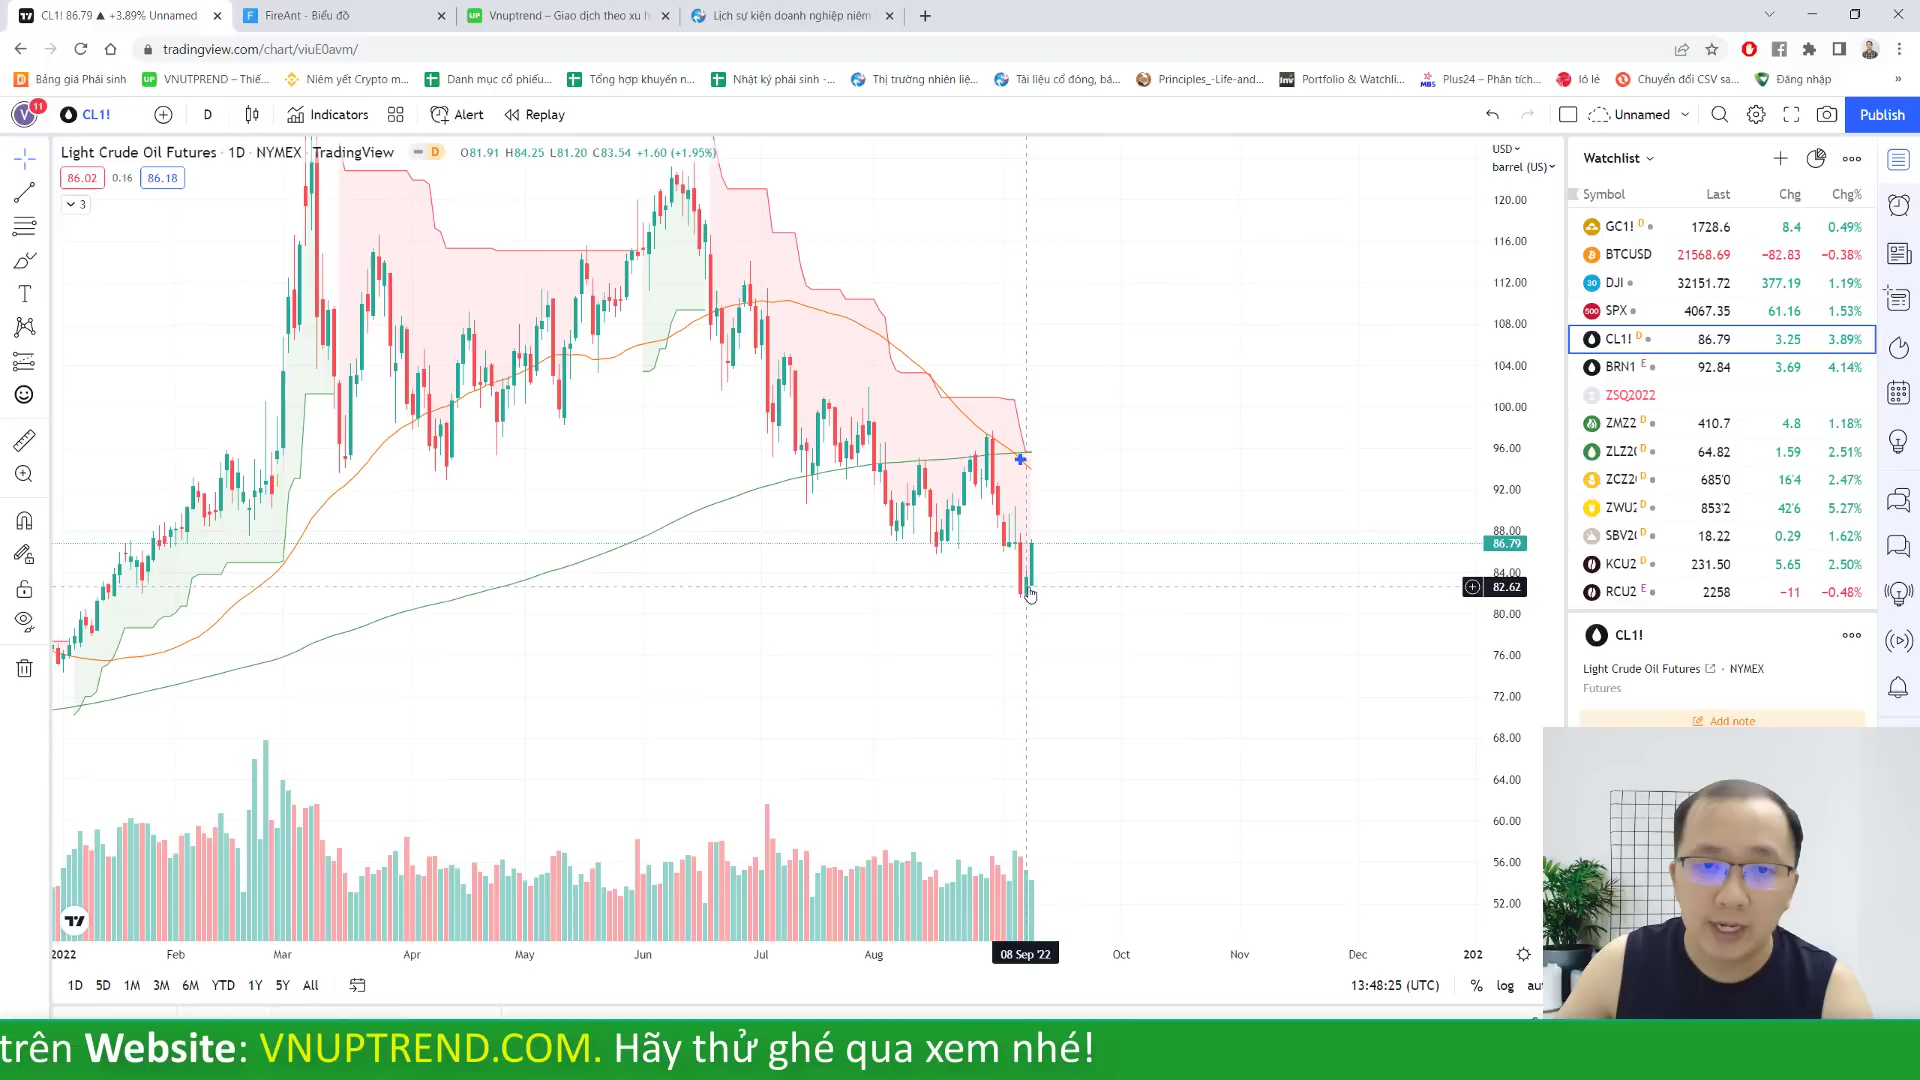 CL1! 86.79 ▲ +3.89% Unnamed
FireAnt - Biểu đồ
Vnuptrend – Giao dịch theo xu h
Lịch sự kiện doanh nghiệp niêm
tradingview.com/chart/viuE0avm/
Bảng giá Phái sinh
VNUPTREND – Thiế...
Niêm yết Crypto m...
Danh mục cổ phiếu...
Tổng hợp khuyến n...
Nhật ký phái sinh -...
Thị trường nhiên liệ...
Tài liệu cổ đông, bá...
Principles_-Life-and...
Portfolio & Watchli...
Plus24 – Phân tích...
lô lẻ
Chuyển đổi CSV sa...
Đăng nhập
V 11 CL1! D Indicators Alert Replay Unnamed Publish
Light Crude Oil Futures · 1D · NYMEX · TradingView D O81.91 H84.25 L81.20 C83.54 +1.60 (+1.95%)
86.02 0.16 86.18
3
USD
barrel (US)
120.00
116.00
112.00
108.00
104.00
100.00
96.00
92.00
88.00
86.79
84.00
82.62
80.00
76.00
72.00
68.00
64.00
60.00
56.00
52.00
2022 Feb Mar Apr May Jun Jul Aug 08 Sep '22 Oct Nov Dec 202
1D 5D 1M 3M 6M YTD 1Y 5Y All
13:48:25 (UTC) % log au
Watchlist
Symbol Last Chg Chg%
GC1! D 1728.6 8.4 0.49%
BTCUSD 21568.69 −82.83 −0.38%
DJI 32151.72 377.19 1.19%
SPX 4067.35 61.16 1.53%
CL1! D 86.79 3.25 3.89%
BRN1 E 92.84 3.69 4.14%
ZSQ2022
ZMZ2 D 410.7 4.8 1.18%
ZLZ2( D 64.82 1.59 2.51%
ZCZ2( D 685'0 16'4 2.47%
ZWU2 D 853'2 42'6 5.27%
SBV2( D 18.22 0.29 1.62%
KCU2 D 231.50 5.65 2.50%
RCU2 E 2258 −11 −0.48%
CL1!
Light Crude Oil Futures · NYMEX
Futures
Add note
trên Website: VNUPTREND.COM. Hãy thử ghé qua xem nhé!